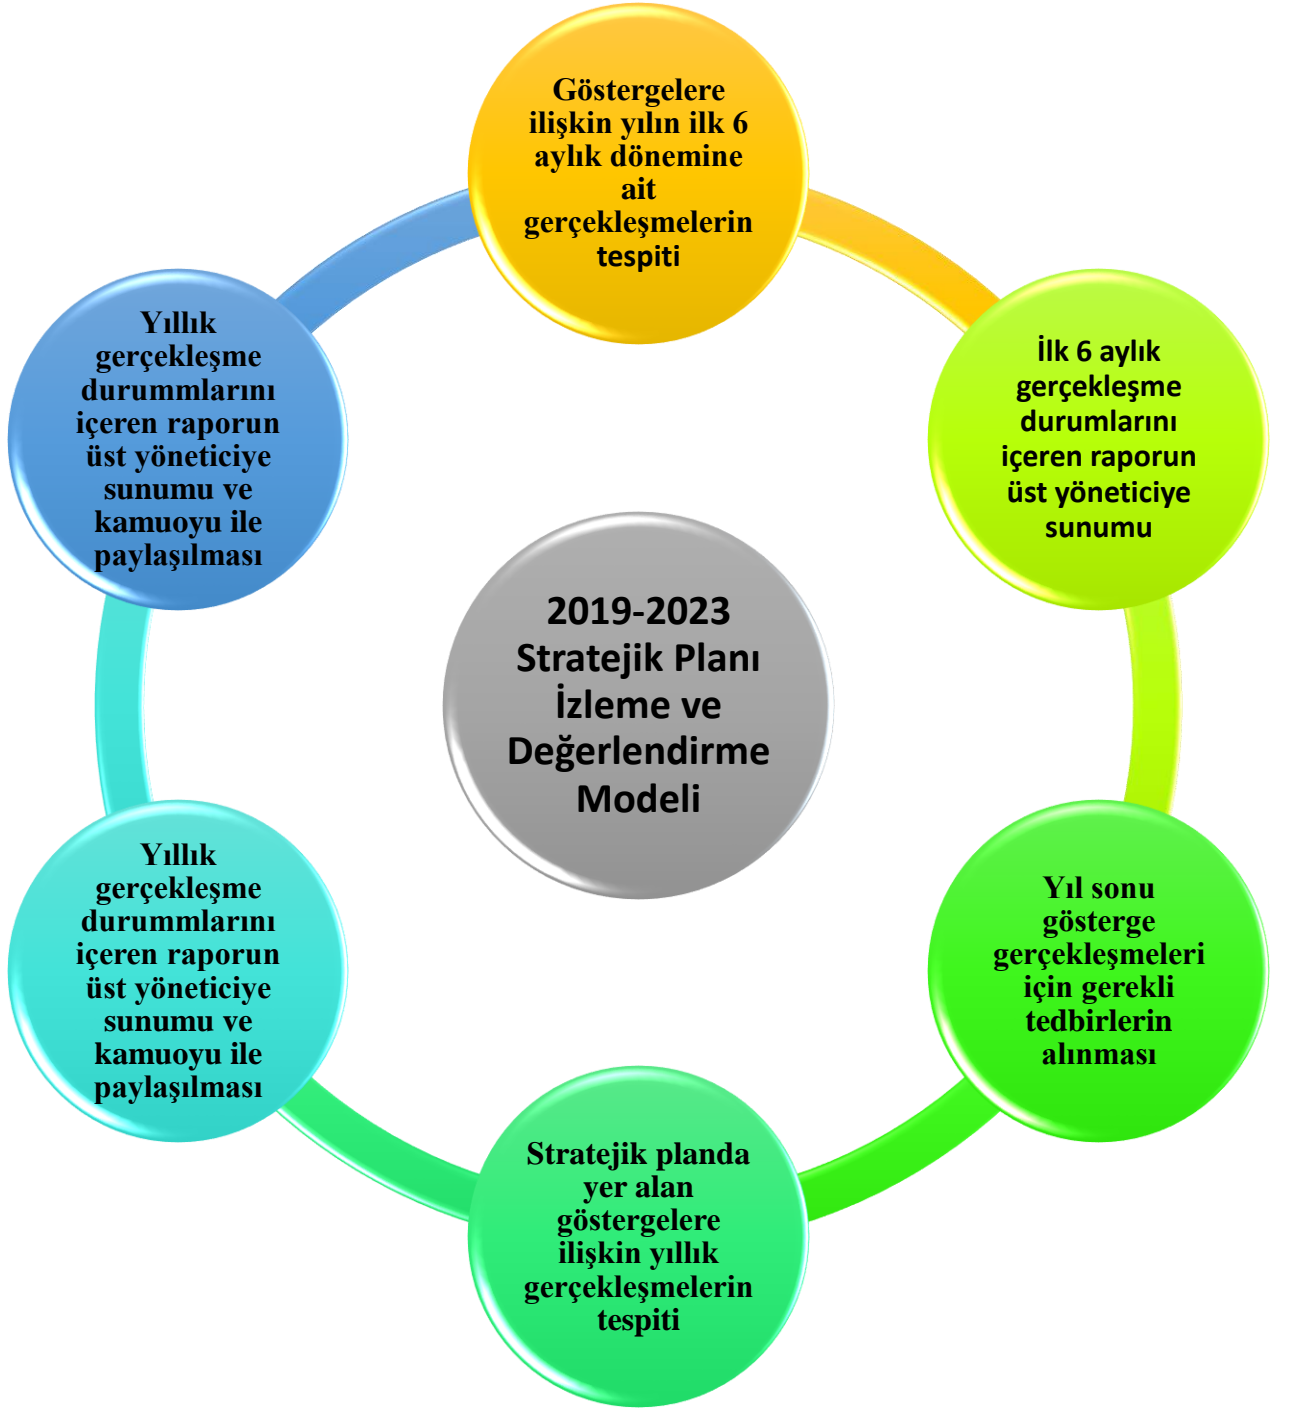 Göstergelere
ilişkin yılın ilk 6
aylık dönemine
ait
gerçekleşmelerin
tespiti
İlk 6 aylık
gerçekleşme
durumlarını
içeren raporun
üst yöneticiye
sunumu
Yıl sonu
gösterge
gerçekleşmeleri
için gerekli
tedbirlerin
alınması
Stratejik planda
yer alan
göstergelere
ilişkin yıllık
gerçekleşmelerin
tespiti
Yıllık
gerçekleşme
durummlarını
içeren raporun
üst yöneticiye
sunumu ve
kamuoyu ile
paylaşılması
Yıllık
gerçekleşme
durummlarını
içeren raporun
üst yöneticiye
sunumu ve
kamuoyu ile
paylaşılması
2019-2023
Stratejik Planı
İzleme ve
Değerlendirme
Modeli